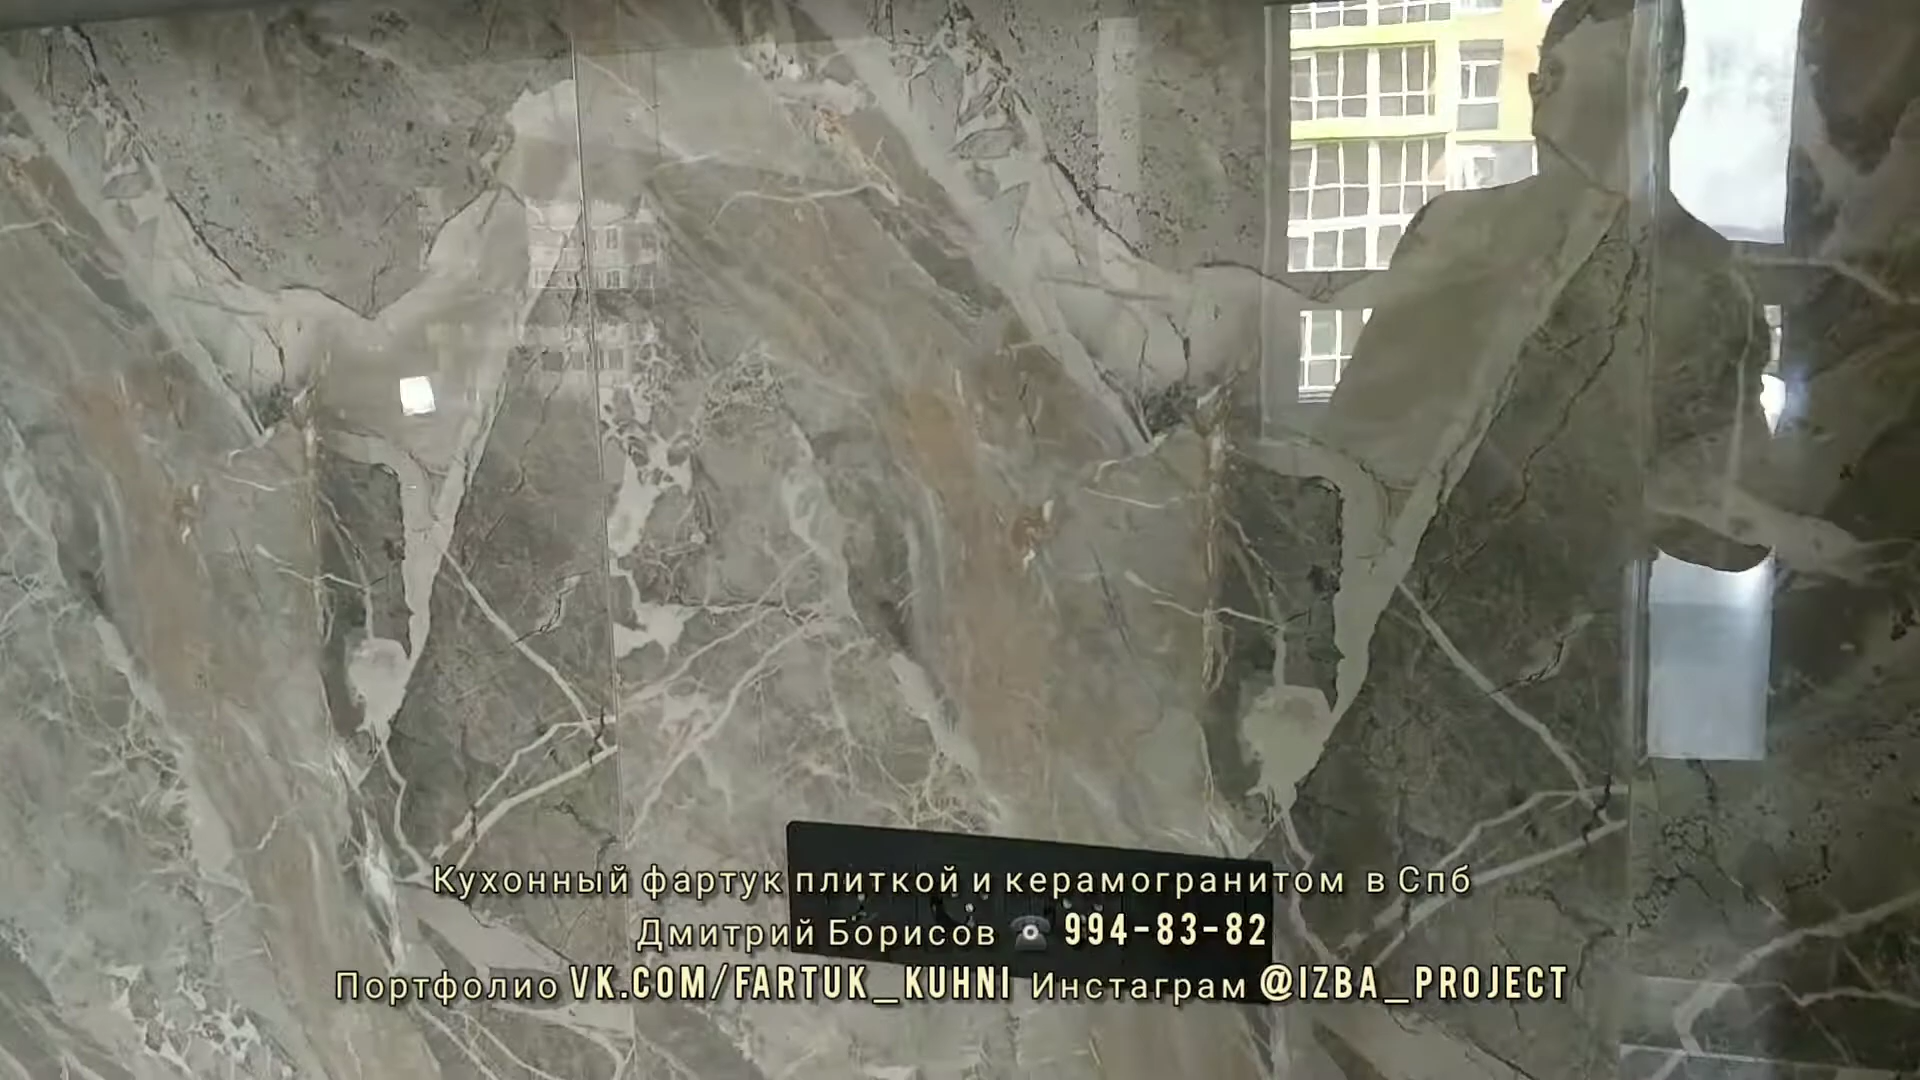 Кухонный фартук плиткой и керамогранитом в Спб
Дмитрий Борисов ☎ 994-83-82
Портфолио VK.COM/FARTUK_KUHNI Инстаграм @IZBA_PROJECT